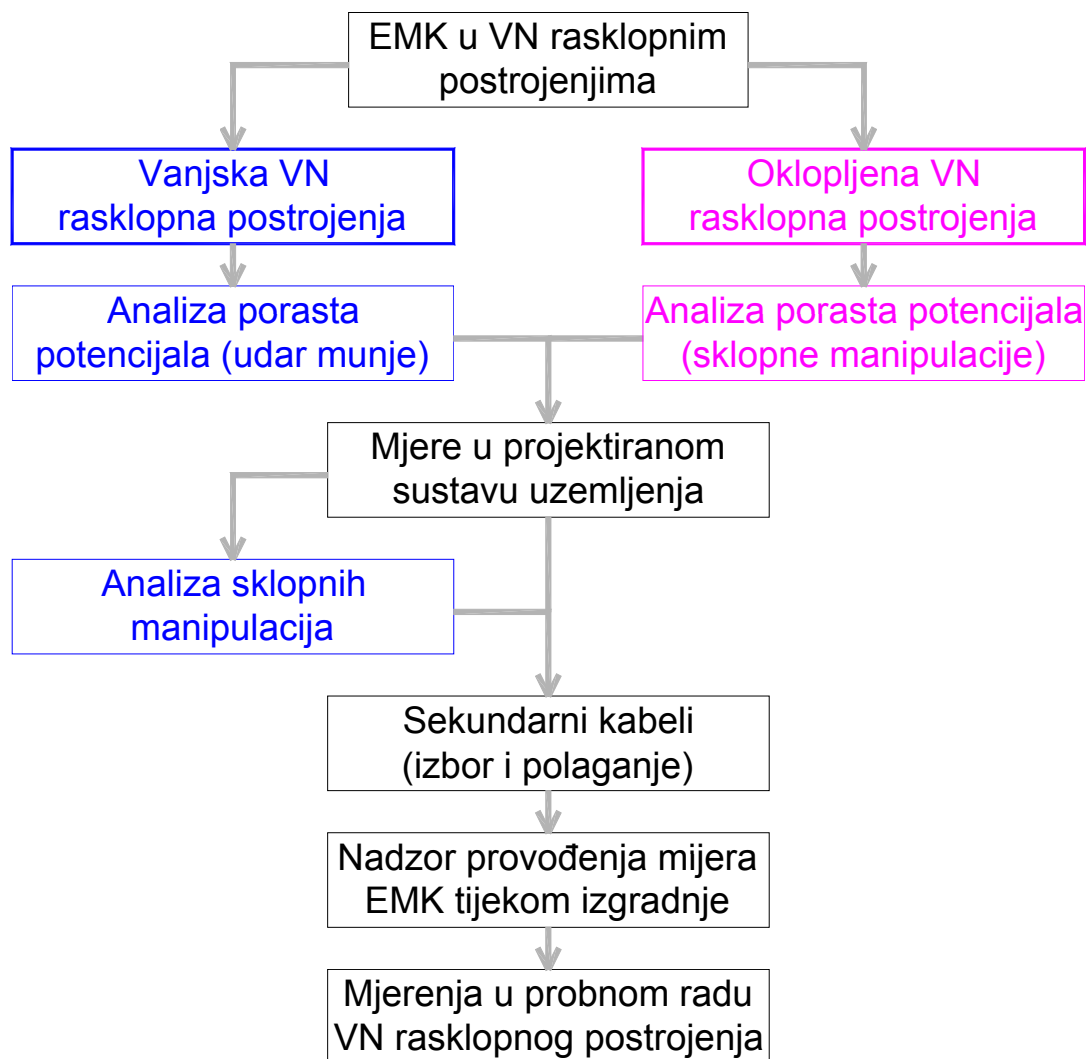 EMK u VN rasklopnim
postrojenjima
Vanjska VN
rasklopna postrojenja
Oklopljena VN
rasklopna postrojenja
Analiza porasta
potencijala (udar munje)
Analiza porasta potencijala
(sklopne manipulacije)
Mjere u projektiranom
sustavu uzemljenja
Analiza sklopnih
manipulacija
Sekundarni kabeli
(izbor i polaganje)
Nadzor provođenja mijera
EMK tijekom izgradnje
Mjerenja u probnom radu
VN rasklopnog postrojenja